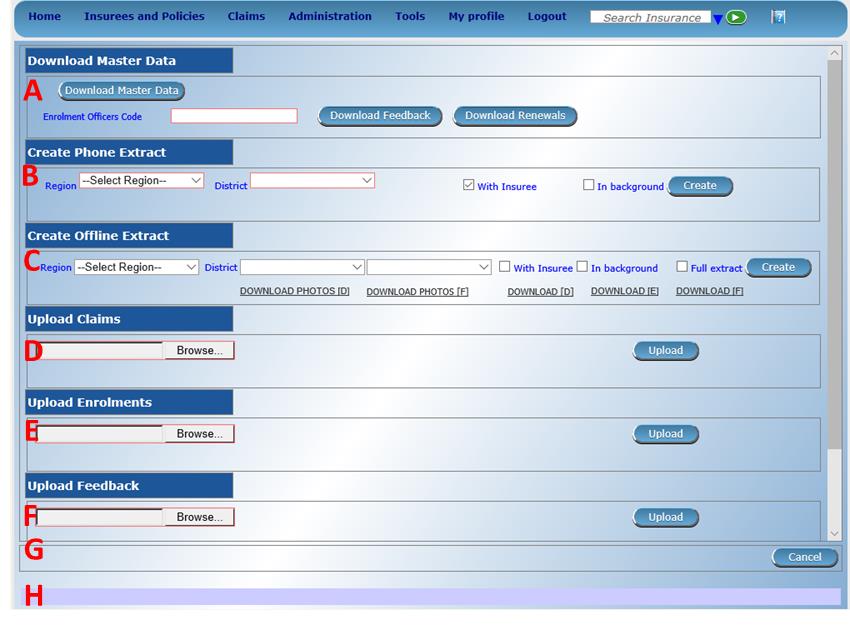 Home Insurees and Policies Claims Administration Tools My profile Logout Search Insurance ?
Download Master Data
A Download Master Data
Enrolment Officers Code Download Feedback Download Renewals
Create Phone Extract
B Region --Select Region-- District With Insuree In background Create
Create Offline Extract
C Region --Select Region-- District With Insuree In background Full extract Create
DOWNLOAD PHOTOS [D] DOWNLOAD PHOTOS [F] DOWNLOAD [D] DOWNLOAD [E] DOWNLOAD [F]
Upload Claims
D Browse... Upload
Upload Enrolments
E Browse... Upload
Upload Feedback
F Browse... Upload
G Cancel
H